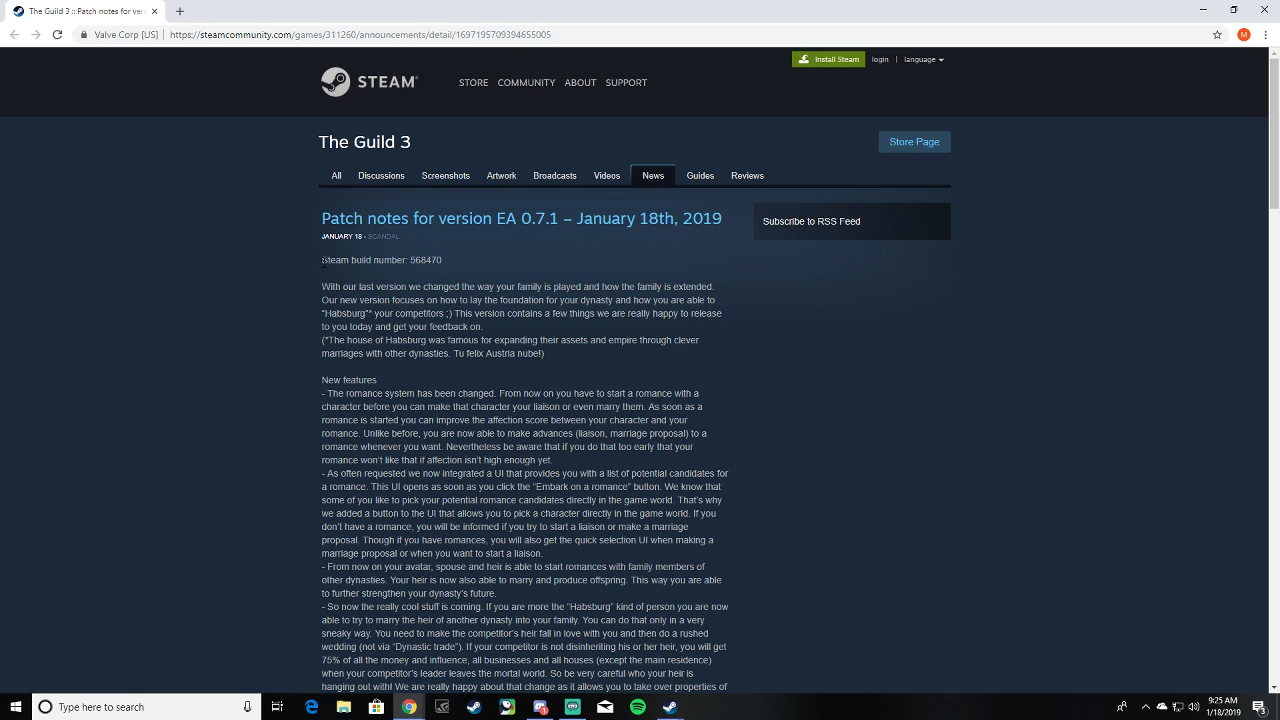 The Guild 3 :: Patch notes for ver
Valve Corp [US] | https://steamcommunity.com/games/311260/announcements/detail/1697195709394655005
M
Install Steam login | language
STEAM®
STORE COMMUNITY ABOUT SUPPORT
The Guild 3
Store Page
All Discussions Screenshots Artwork Broadcasts Videos News Guides Reviews
Patch notes for version EA 0.7.1 – January 18th, 2019
Subscribe to RSS Feed
JANUARY 18 - SCANDAL
Steam build number: 568470
With our last version we changed the way your family is played and how the family is extended.
Our new version focuses on how to lay the foundation for your dynasty and how you are able to
"Habsburg"* your competitors ;) This version contains a few things we are really happy to release
to you today and get your feedback on.
(*The house of Habsburg was famous for expanding their assets and empire through clever
marriages with other dynasties. Tu felix Austria nube!)
New features
- The romance system has been changed. From now on you have to start a romance with a
character before you can make that character your liaison or even marry them. As soon as a
romance is started you can improve the affection score between your character and your
romance. Unlike before, you are now able to make advances (liaison, marriage proposal) to a
romance whenever you want. Nevertheless be aware that if you do that too early that your
romance won't like that if affection isn't high enough yet.
- As often requested we now integrated a UI that provides you with a list of potential candidates for
a romance. This UI opens as soon as you click the "Embark on a romance" button. We know that
some of you like to pick your potential romance candidates directly in the game world. That's why
we added a button to the UI that allows you to pick a character directly in the game world. If you
don't have a romance, you will be informed if you try to start a liaison or make a marriage
proposal. Though if you have romances, you will also get the quick selection UI when making a
marriage proposal or when you want to start a liaison.
- From now on your avatar, spouse and heir is able to start romances with family members of
other dynasties. Your heir is now also able to marry and produce offspring. This way you are able
to further strengthen your dynasty's future.
- So now the really cool stuff is coming. If you are more the "Habsburg" kind of person you are now
able to try to marry the heir of another dynasty into your family. You can do that only in a very
sneaky way. You need to make the competitor's heir fall in love with you and then do a rushed
wedding (not via "Dynastic trade"). If your competitor is not disinheriting his or her heir, you will get
75% of all the money and influence, all businesses and all houses (except the main residence)
when your competitor's leader leaves the mortal world. So be very careful who your heir is
hanging out with! We are really happy about that change as it allows you to take over properties of
Type here to search
9:25 AM
1/18/2019